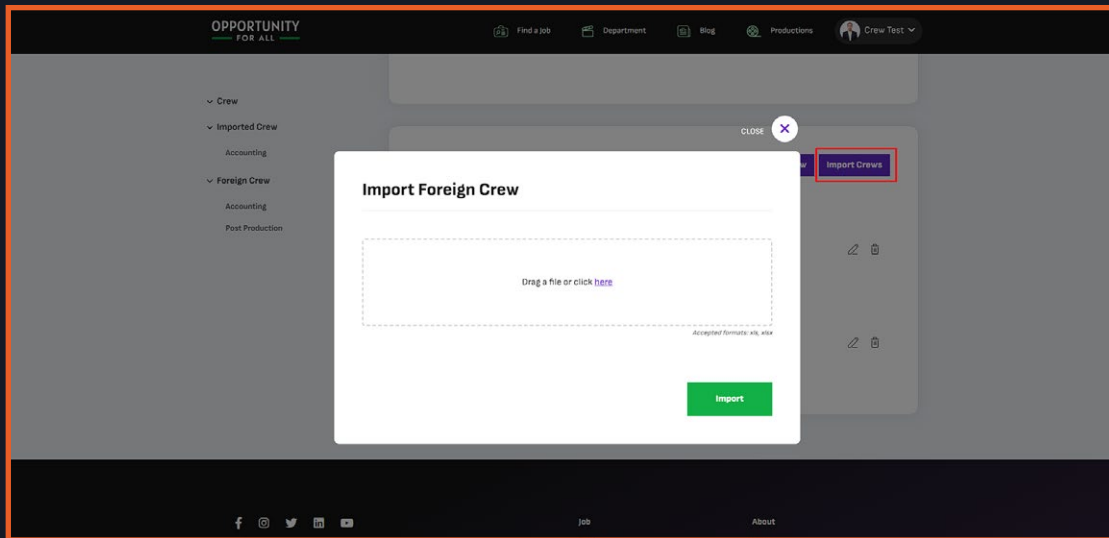 OPPORTUNITY
FOR ALL
Find a Job
Department
Blog
Productions
Crew Test
Crew
Imported Crew
Accounting
Foreign Crew
Accounting
Post Production
CLOSE
Import Crews
Import Foreign Crew
Drag a file or click here
Accepted formats: xls, xlsx
Import
Job
About